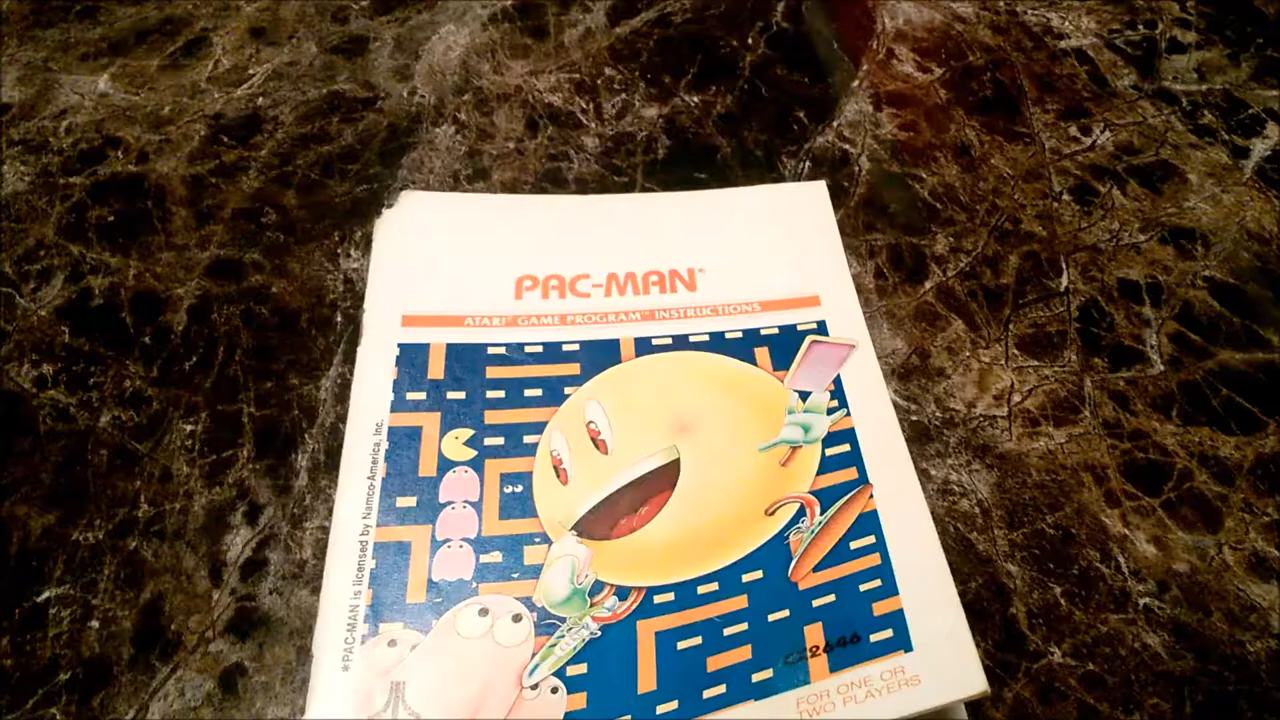 PAC-MAN®
ATARI® GAME PROGRAM™ INSTRUCTIONS
*PAC-MAN is licensed by Namco-America, Inc.
CX2646
FOR ONE OR
TWO PLAYERS